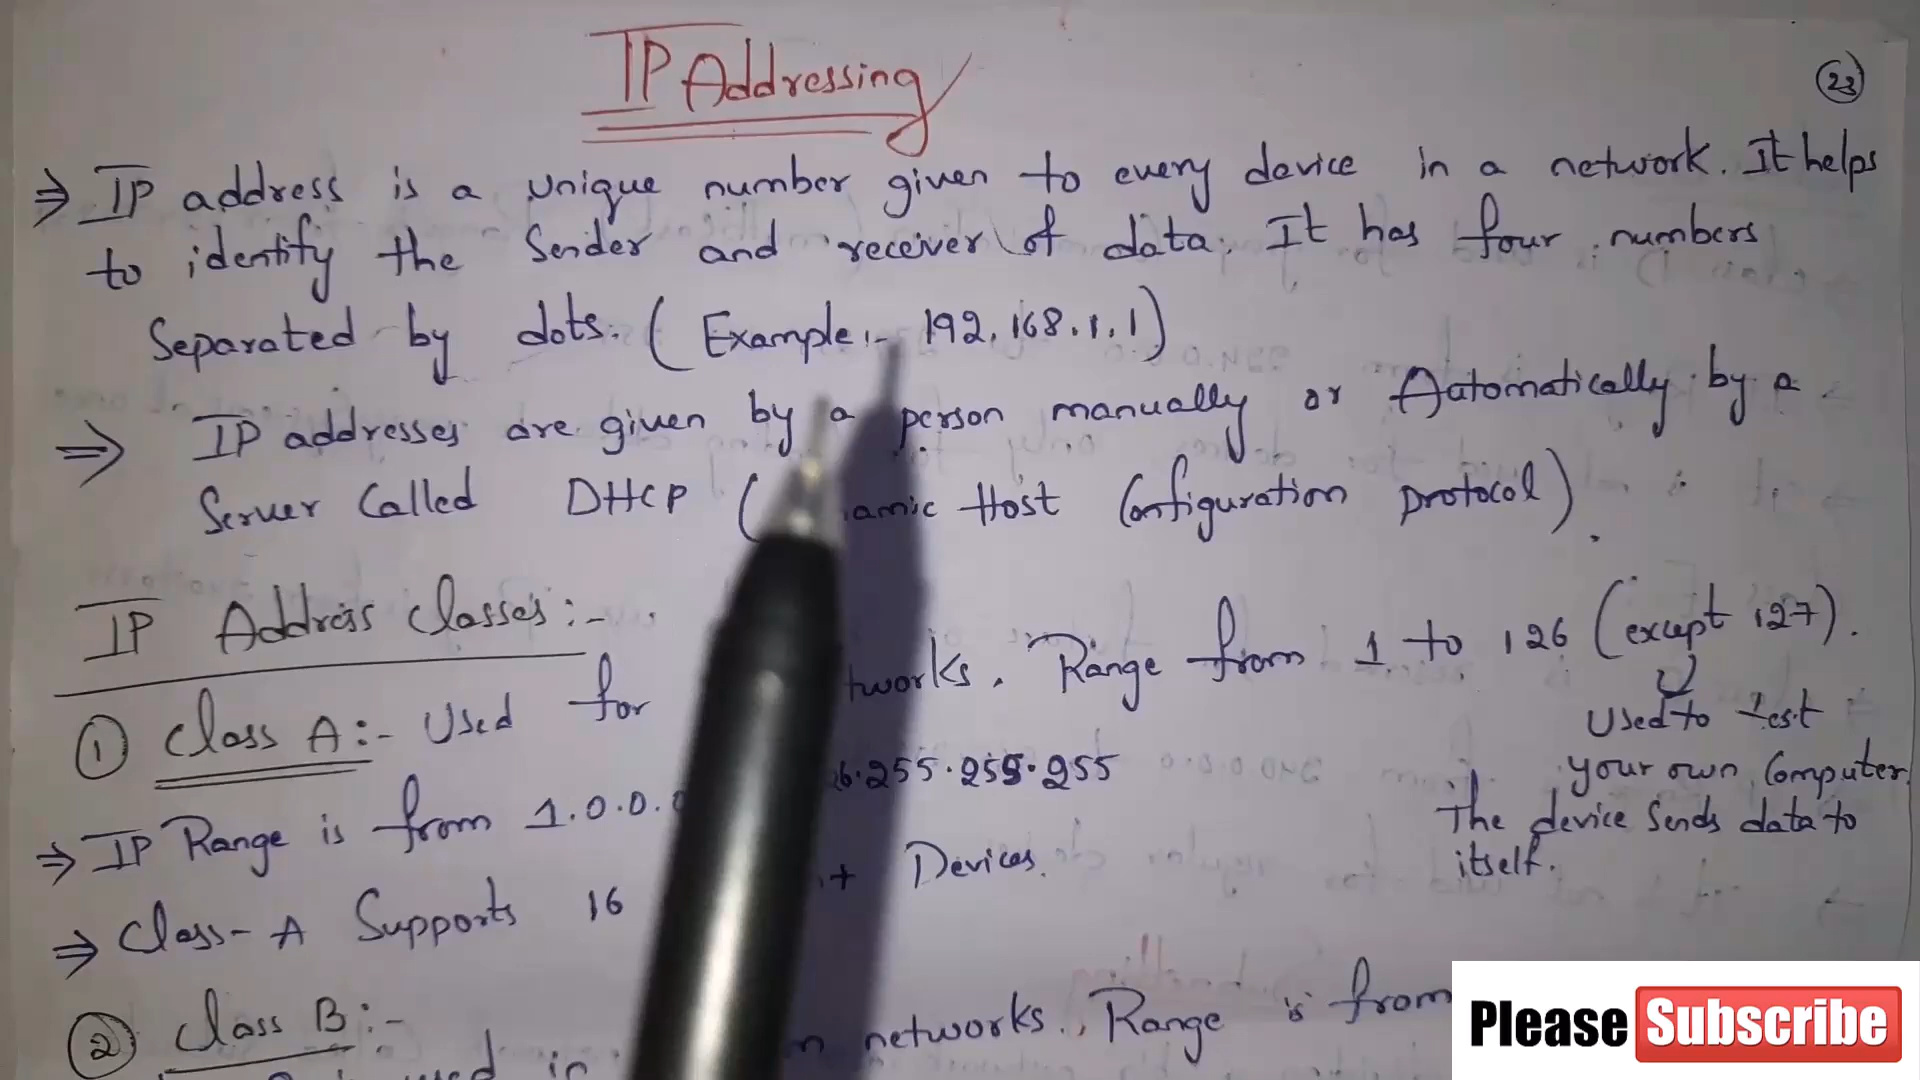 IP Addressing
23
⇒ IP address is a unique number given to every device in a network. It helps
to identify the Sender and receiver of data. It has four numbers
Separated by dots. (Example:- 192.168.1.1)
⇒ IP addresses are given by a person manually or Automatically by a
Server Called DHCP ( Host Configuration protocol).
IP Address classes:-
① Class A:- Used for Range from 1 to 126 (except 127).
Used to test
your own Computer.
The device Sends data to
itself.
⇒ IP Range is from 1.0.0. 255.255.255
⇒ Class-A Supports 16 + Devices.
② Class B:-
in networks. Range is from
Please Subscribe